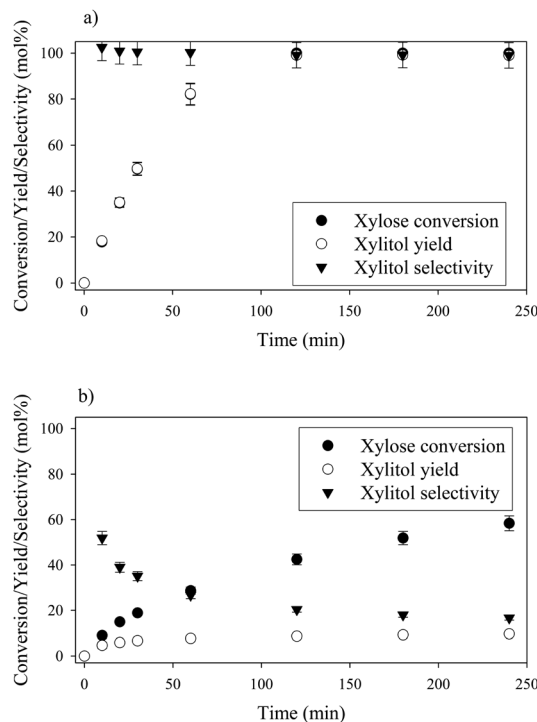 a)
Conversion/Yield/Selectivity (mol%)
100
80
60
40
20
0
Xylose conversion
Xylitol yield
Xylitol selectivity
0 50 100 150 200 250
Time (min)
b)
Conversion/Yield/Selectivity (mol%)
100
80
60
40
20
0
Xylose conversion
Xylitol yield
Xylitol selectivity
0 50 100 150 200 250
Time (min)